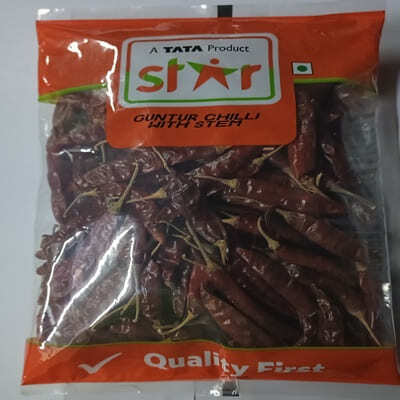 A TATA Product
star
GUNTUR CHILLI
WITH STEM
Quality First